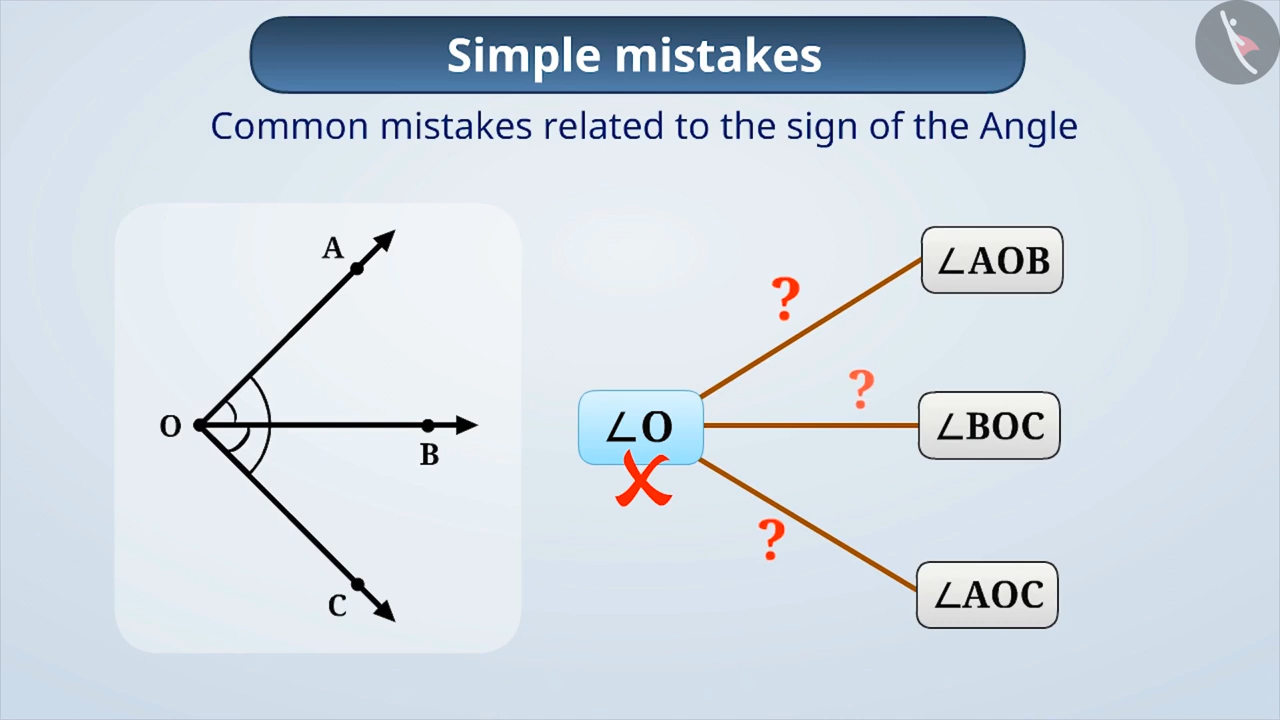 Simple mistakes
Common mistakes related to the sign of the Angle
A
O
B
C
∠O
?
?
?
∠AOB
∠BOC
∠AOC